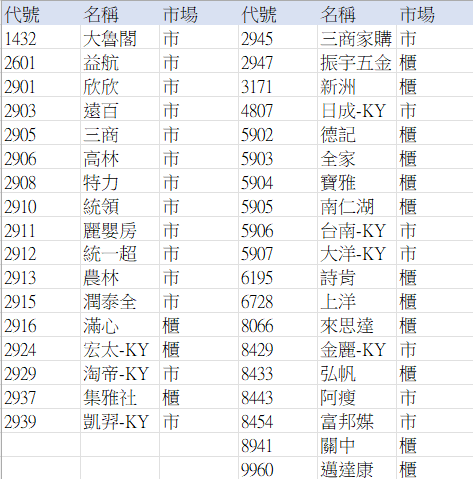 代號 名稱 市場 代號 名稱 市場
1432 大魯閣 市 2945 三商家購 市
2601 益航 市 2947 振宇五金 櫃
2901 欣欣 市 3171 新洲 櫃
2903 遠百 市 4807 日成-KY 市
2905 三商 市 5902 德記 櫃
2906 高林 市 5903 全家 櫃
2908 特力 市 5904 寶雅 櫃
2910 統領 市 5905 南仁湖 櫃
2911 麗嬰房 市 5906 台南-KY 市
2912 統一超 市 5907 大洋-KY 市
2913 農林 市 6195 詩肯 櫃
2915 潤泰全 市 6728 上洋 櫃
2916 滿心 櫃 8066 來思達 櫃
2924 宏太-KY 櫃 8429 金麗-KY 市
2929 淘帝-KY 市 8433 弘帆 櫃
2937 集雅社 櫃 8443 阿瘦 市
2939 凱羿-KY 市 8454 富邦媒 市
8941 關中 櫃
9960 邁達康 櫃